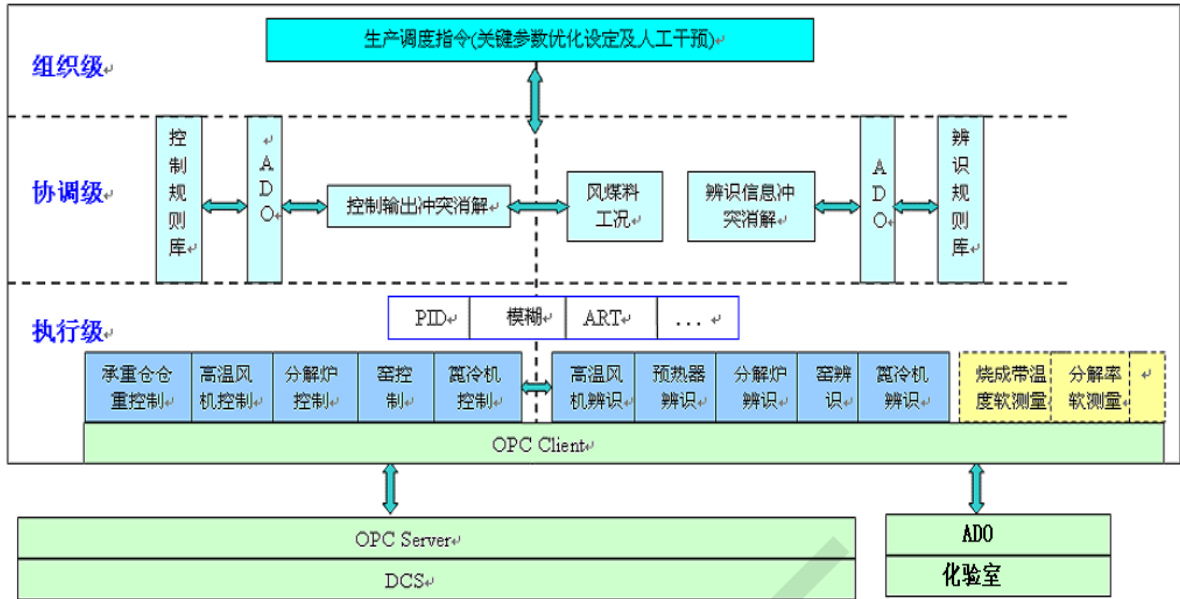 生产调度指令(关键参数优化设定及人工干预)
组织级
协调级
控
制
规
则
库
A
D
O
控制输出冲突消解
风煤料
工况
辨识信息冲
突消解
A
D
O
辨
识
规
则
库
执行级
PID
模糊
ART
...
承重仓仓
重控制
高温风
机控制
分解炉
控制
窑控
制
篦冷机
控制
高温风
机辨识
预热器
辨识
分解炉
辨识
窑辨
识
篦冷机
辨识
烧成带温
度软测量
分解率
软测量
OPC Client
OPC Server
DCS
ADO
化验室